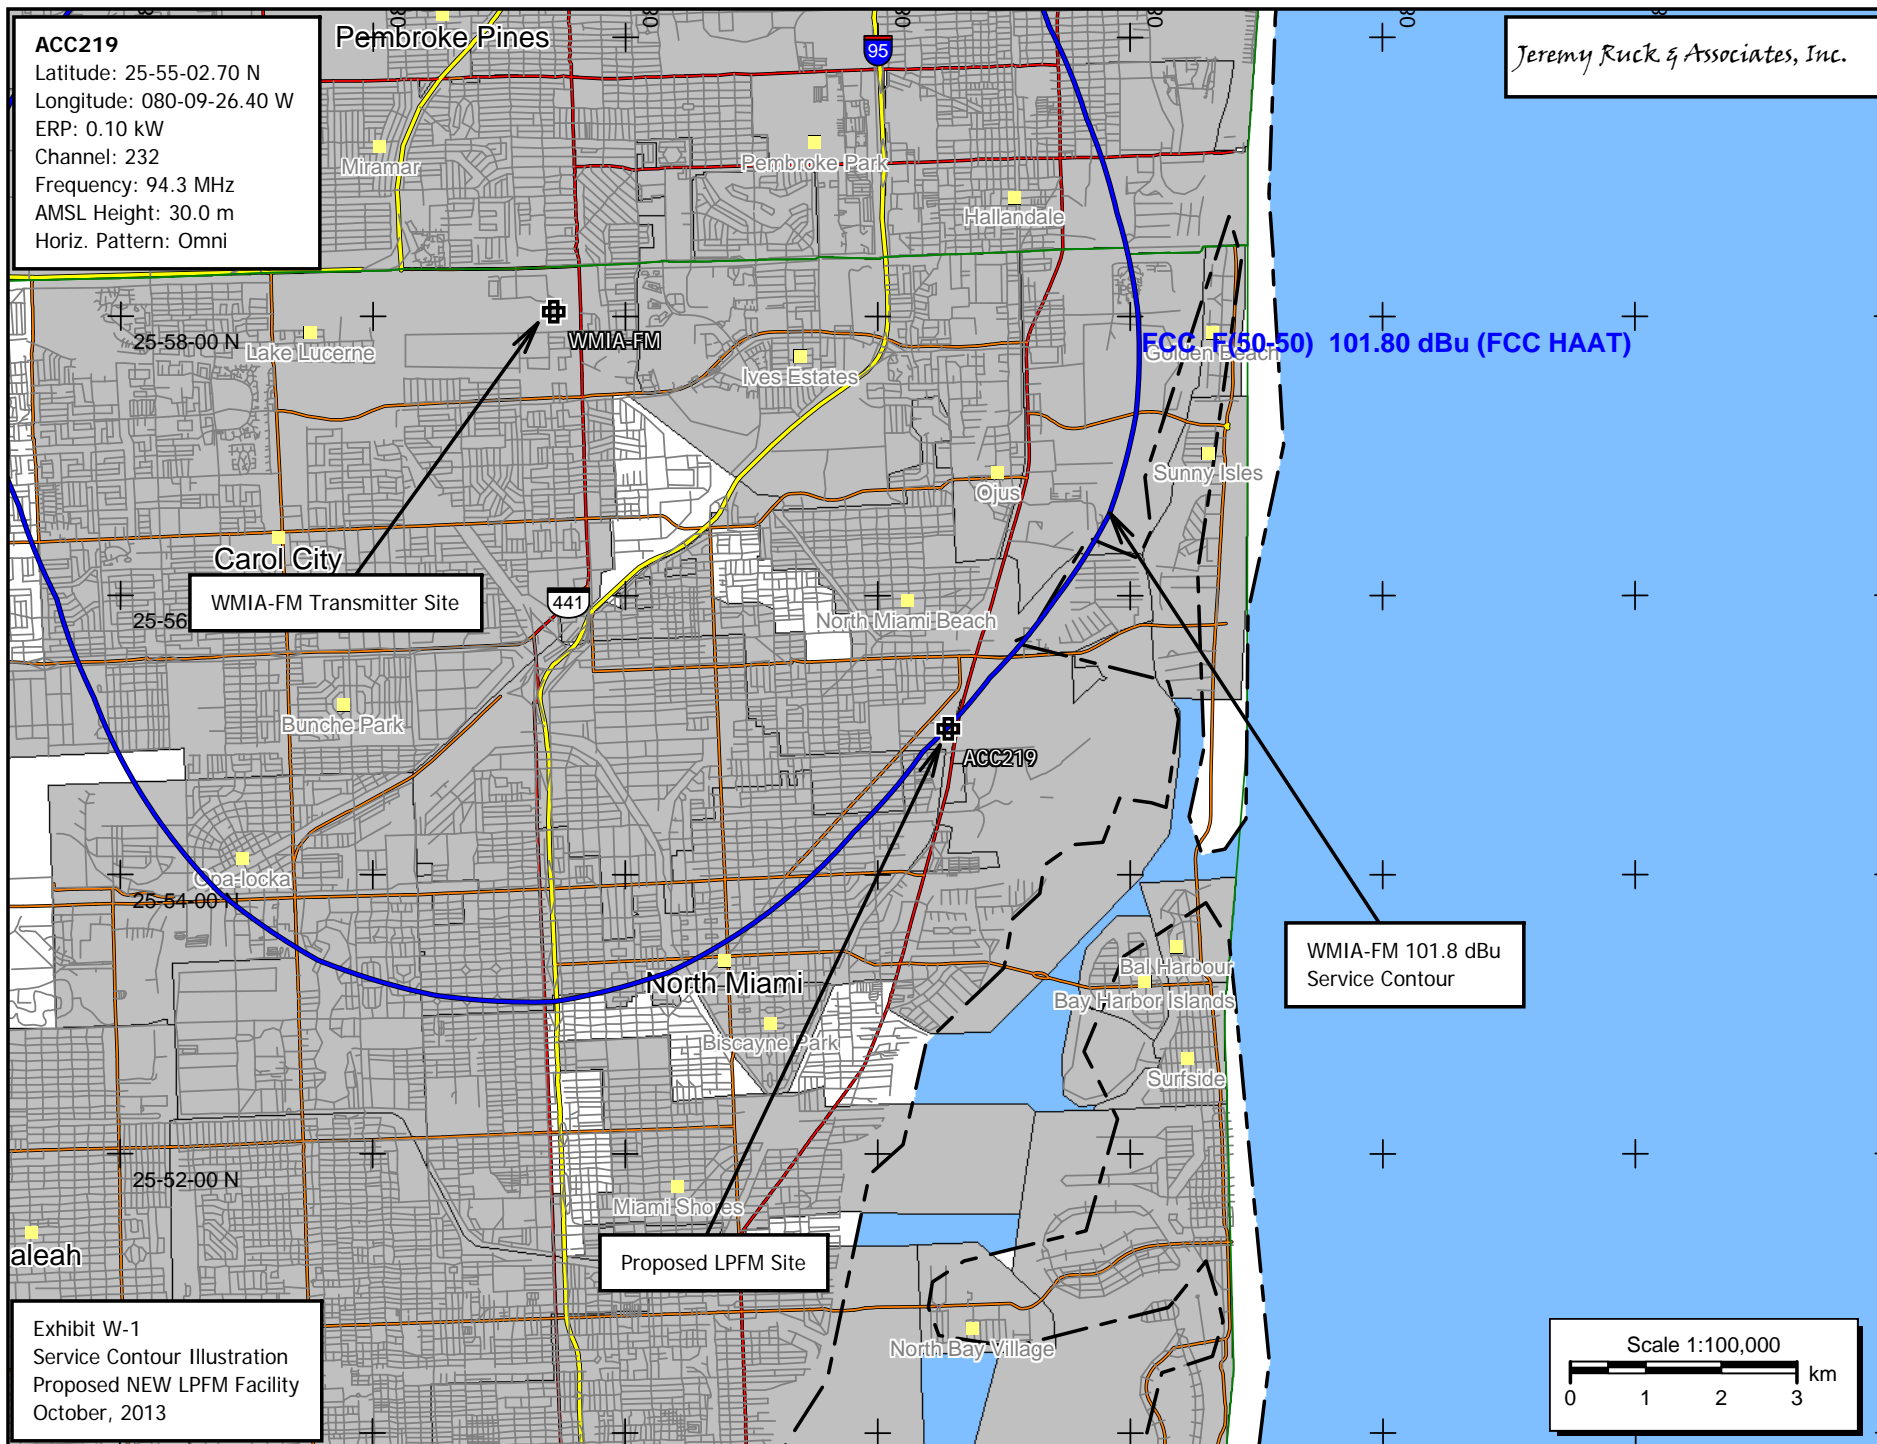 ACC219
Latitude: 25-55-02.70 N
Longitude: 080-09-26.40 W
ERP: 0.10 kW
Channel: 232
Frequency: 94.3 MHz
AMSL Height: 30.0 m
Horiz. Pattern: Omni
Jeremy Ruck & Associates, Inc.
Pembroke Pines
95
Miramar
Pembroke Park
Hallandale
25-58-00 N
Lake Lucerne
WMIA-FM
Ives Estates
FCC F(50-50) 101.80 dBu (FCC HAAT)
Golden Beach
Sunny Isles
Ojus
Carol City
WMIA-FM Transmitter Site
441
25-56
North Miami Beach
Bunche Park
ACC219
Opa-locka
25-54-00 N
North Miami
Bal Harbour
Bay Harbor Islands
WMIA-FM 101.8 dBu
Service Contour
Biscayne Park
Surfside
25-52-00 N
Miami Shores
aleah
Proposed LPFM Site
North Bay Village
Exhibit W-1
Service Contour Illustration
Proposed NEW LPFM Facility
October, 2013
Scale 1:100,000
km
0 1 2 3